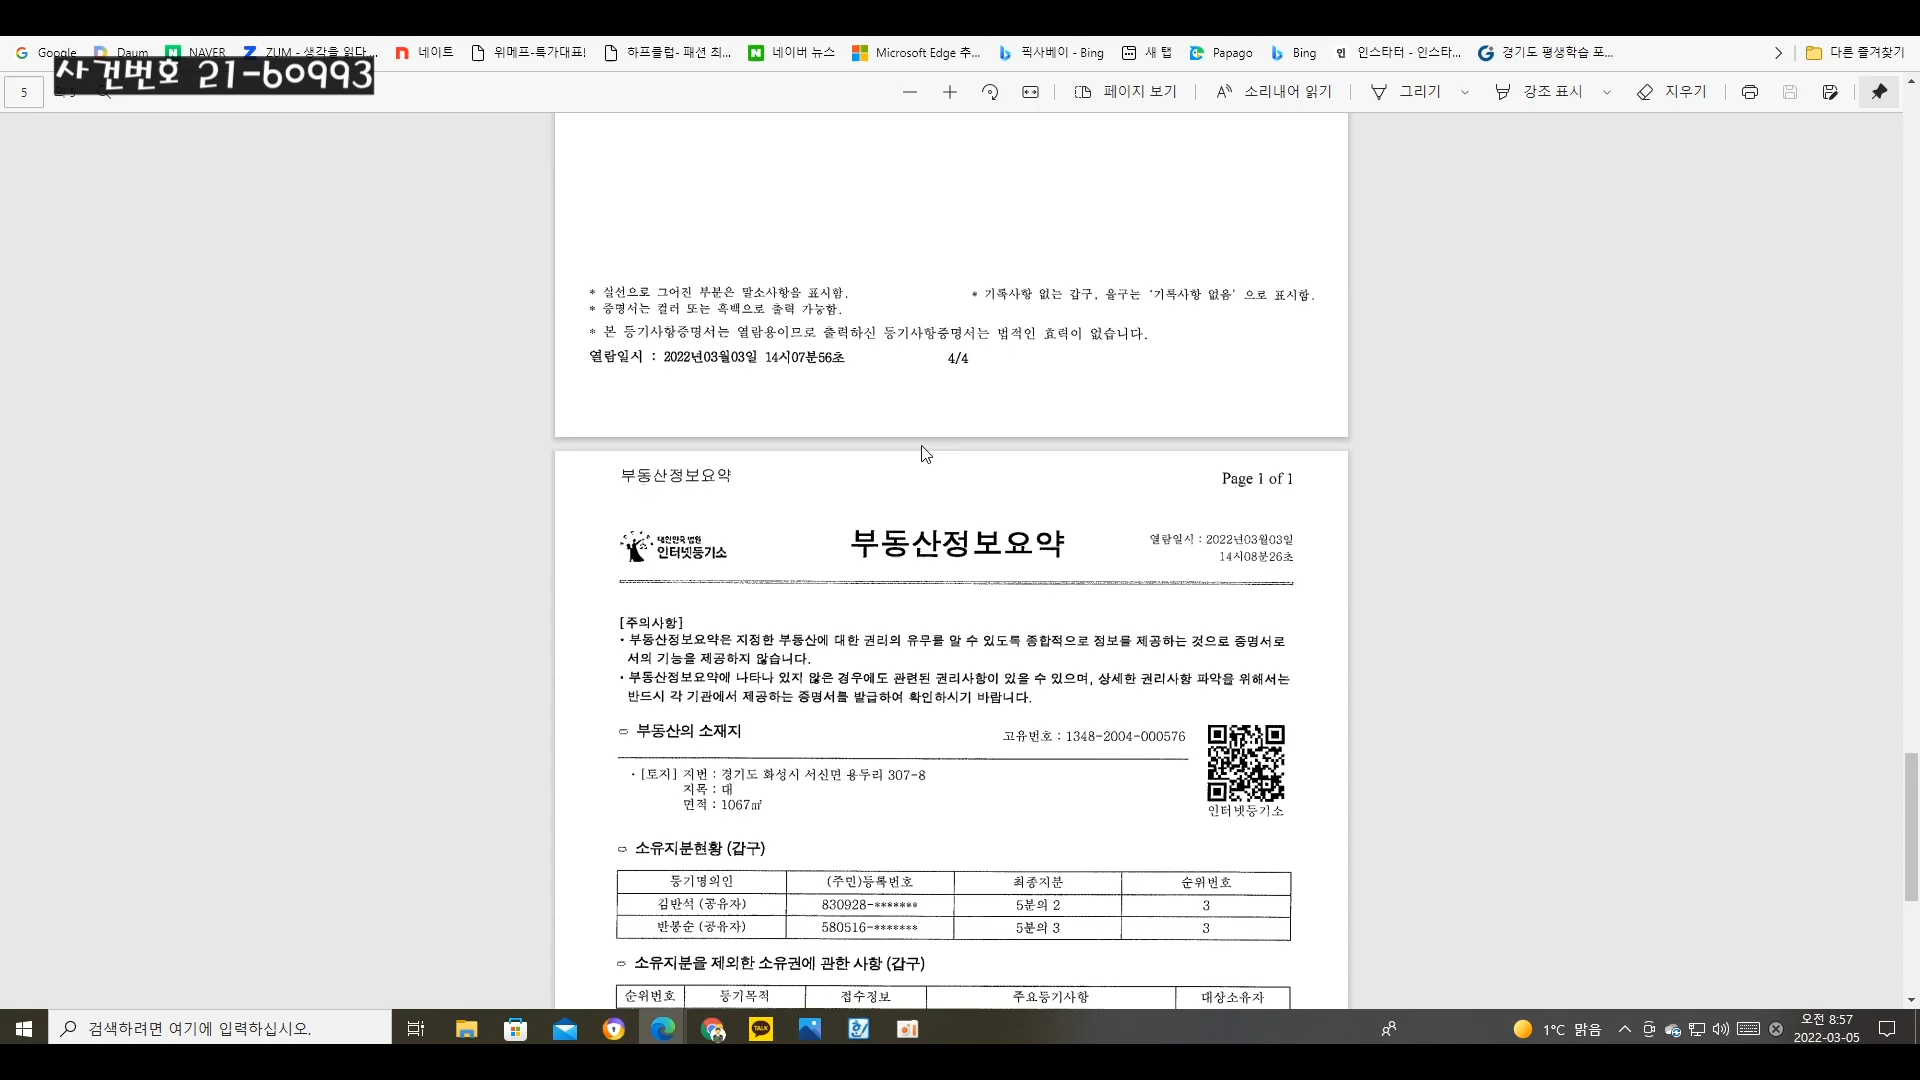 Google Daum NAVER ZUM - 생각을 읽다... 네이트 위메프-특가대표! 하프클럽- 패션 최... 네이버 뉴스 Microsoft Edge 추... 픽사베이 - Bing 새 탭 Papago Bing 인스타터 - 인스타... 경기도 평생학습 포... 다른 즐겨찾기
사건번호 21-60993
5 페이지 보기 소리내어 읽기 그리기 강조 표시 지우기
* 실선으로 그어진 부분은 말소사항을 표시함. * 기록사항 없는 갑구, 을구는 ‘기록사항 없음’ 으로 표시함.
* 증명서는 컬러 또는 흑백으로 출력 가능함.
* 본 등기사항증명서는 열람용이므로 출력하신 등기사항증명서는 법적인 효력이 없습니다.
열람일시 : 2022년03월03일 14시07분56초 4/4
부동산정보요약 Page 1 of 1
대한민국 법원
인터넷등기소
부동산정보요약
열람일시 : 2022년03월03일
14시08분26초
[주의사항]
· 부동산정보요약은 지정한 부동산에 대한 권리의 유무를 알 수 있도록 종합적으로 정보를 제공하는 것으로 증명서로
서의 기능을 제공하지 않습니다.
· 부동산정보요약에 나타나 있지 않은 경우에도 관련된 권리사항이 있을 수 있으며, 상세한 권리사항 파악을 위해서는
반드시 각 기관에서 제공하는 증명서를 발급하여 확인하시기 바랍니다.
부동산의 소재지 고유번호 : 1348-2004-000576
· [토지] 지번 : 경기도 화성시 서신면 용두리 307-8
지목 : 대
면적 : 1067㎡
인터넷등기소
소유지분현황 (갑구)
등기명의인 (주민)등록번호 최종지분 순위번호
김반석 (공유자) 830928-******* 5분의 2 3
반봉순 (공유자) 580516-******* 5분의 3 3
소유지분을 제외한 소유권에 관한 사항 (갑구)
순위번호 등기목적 접수정보 주요등기사항 대상소유자
검색하려면 여기에 입력하십시오. TALK 1°C 맑음 오전 8:57
2022-03-05